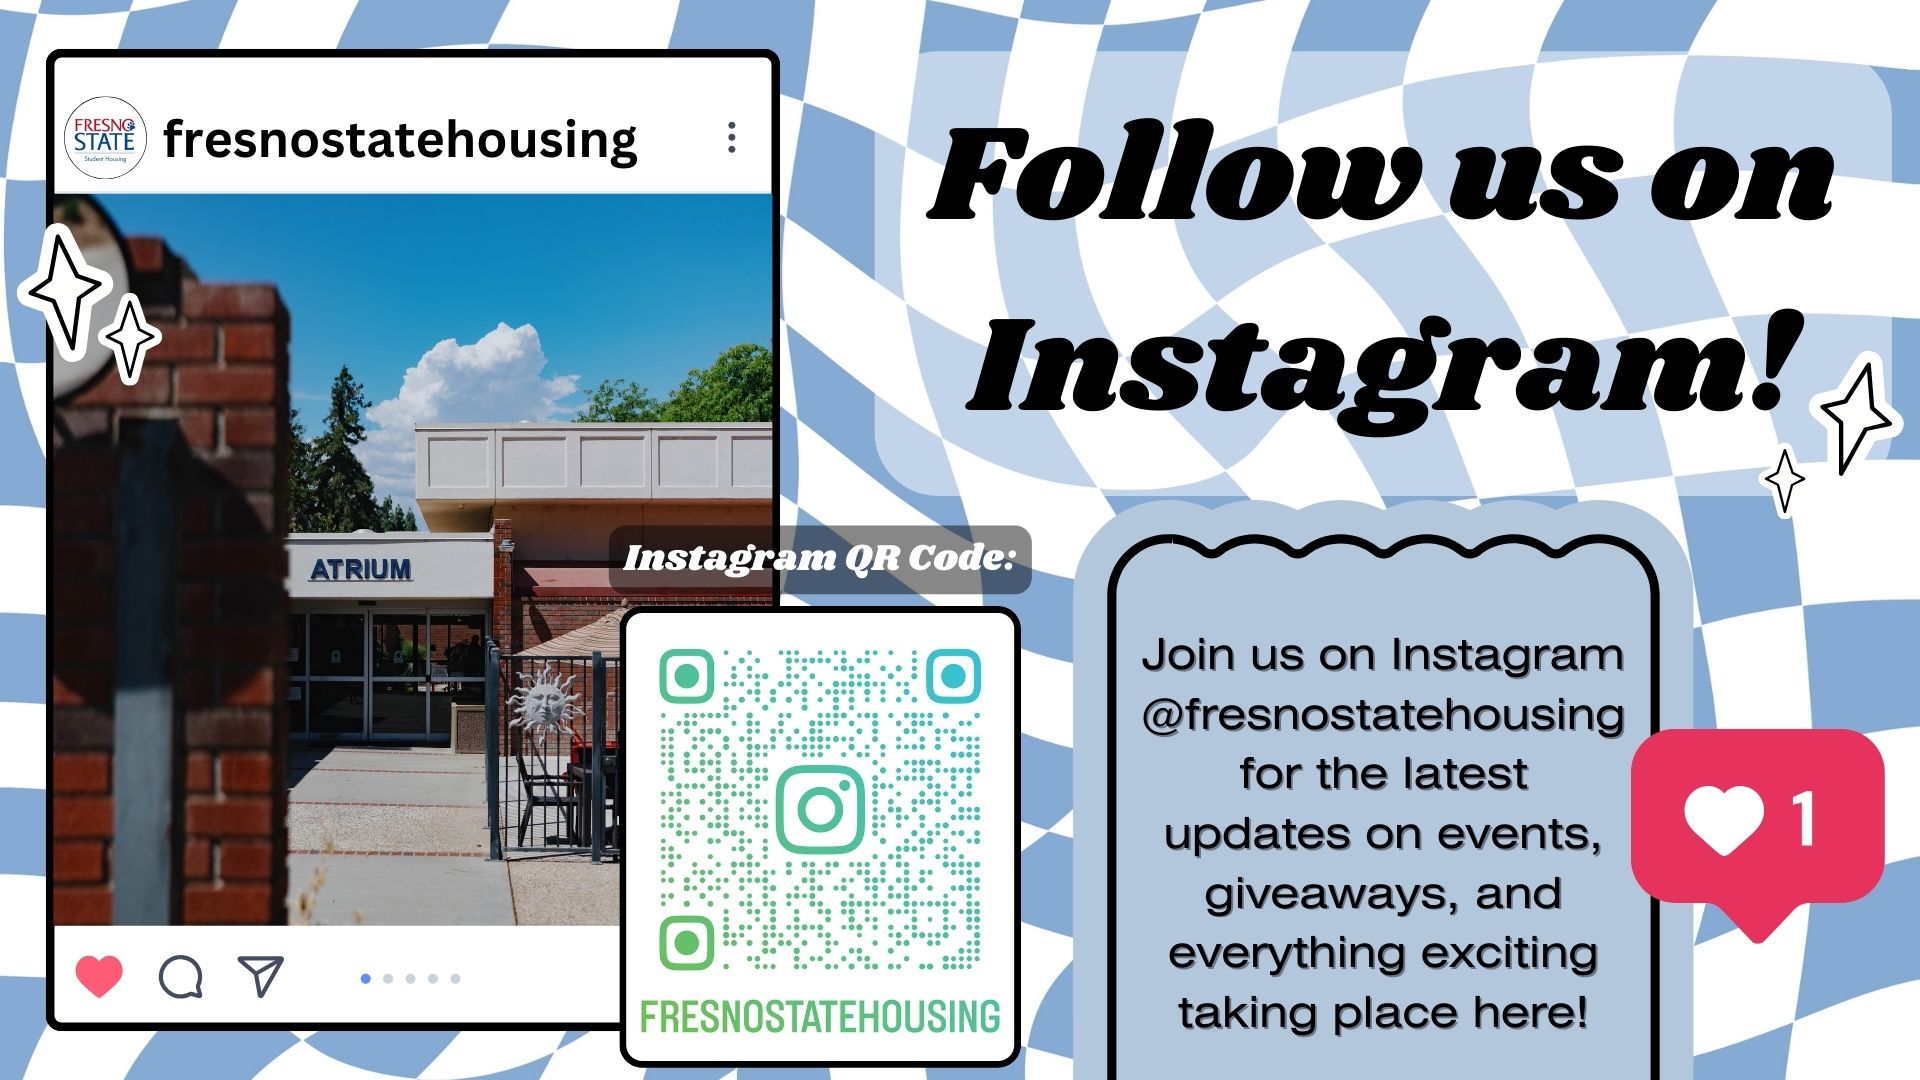 FRESNO
STATE
Student Housing
fresnostatehousing
Follow us on
Instagram!
ATRIUM
Instagram QR Code:
FRESNOSTATEHOUSING
Join us on Instagram
@fresnostatehousing
for the latest
updates on events,
giveaways, and
everything exciting
taking place here!
1